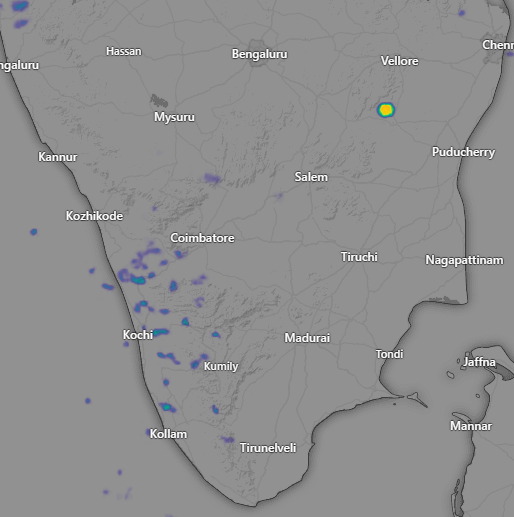 Hassan
Bengaluru
Chenn
ngaluru
Vellore
Mysuru
Kannur
Puducherry
Salem
Kozhikode
Coimbatore
Tiruchi
Nagapattinam
Kochi
Madurai
Tondi
Kumily
Jaffna
Mannar
Kollam
Tirunelveli